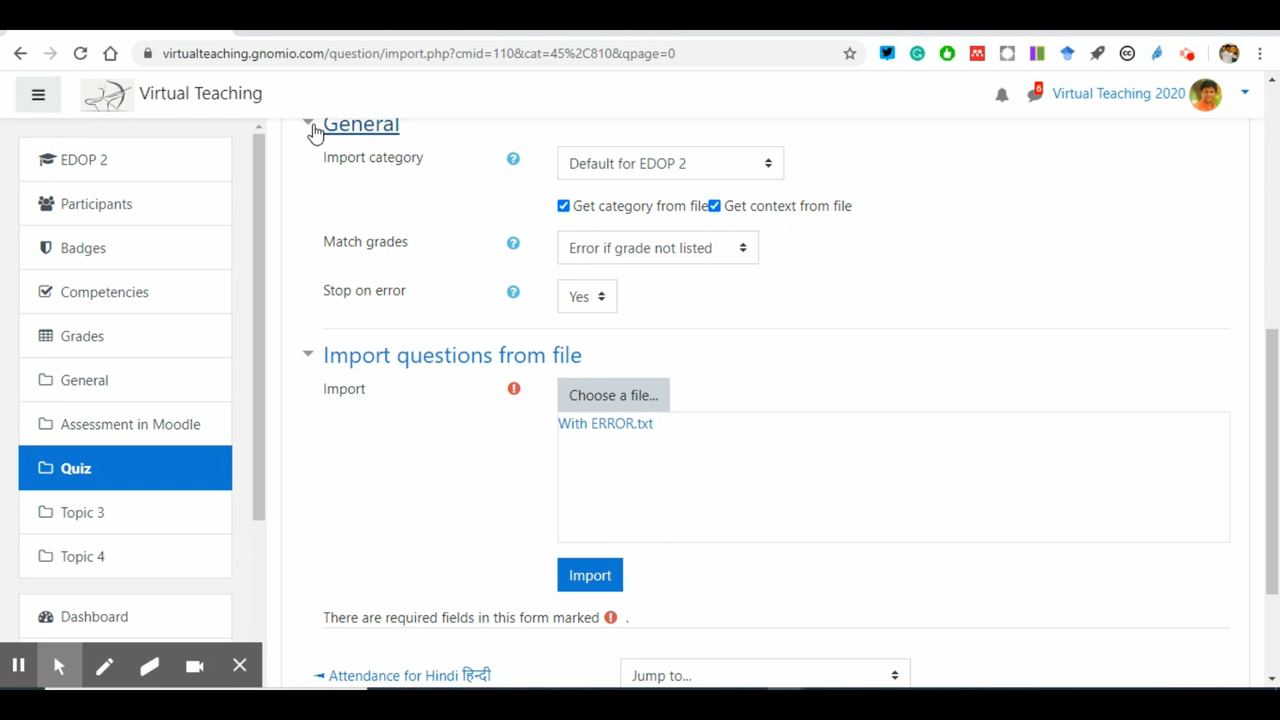 virtualteaching.gnomio.com/question/import.php?cmid=110&cat=45%2C810&qpage=0
Virtual Teaching
6
Virtual Teaching 2020
EDOP 2
Participants
Badges
Competencies
Grades
General
Assessment in Moodle
Quiz
Topic 3
Topic 4
Dashboard
General
Import category
Default for EDOP 2
Get category from file Get context from file
Match grades
Error if grade not listed
Stop on error
Yes
Import questions from file
Import
Choose a file...
With ERROR.txt
Import
There are required fields in this form marked .
◄ Attendance for Hindi हिन्दी
Jump to...